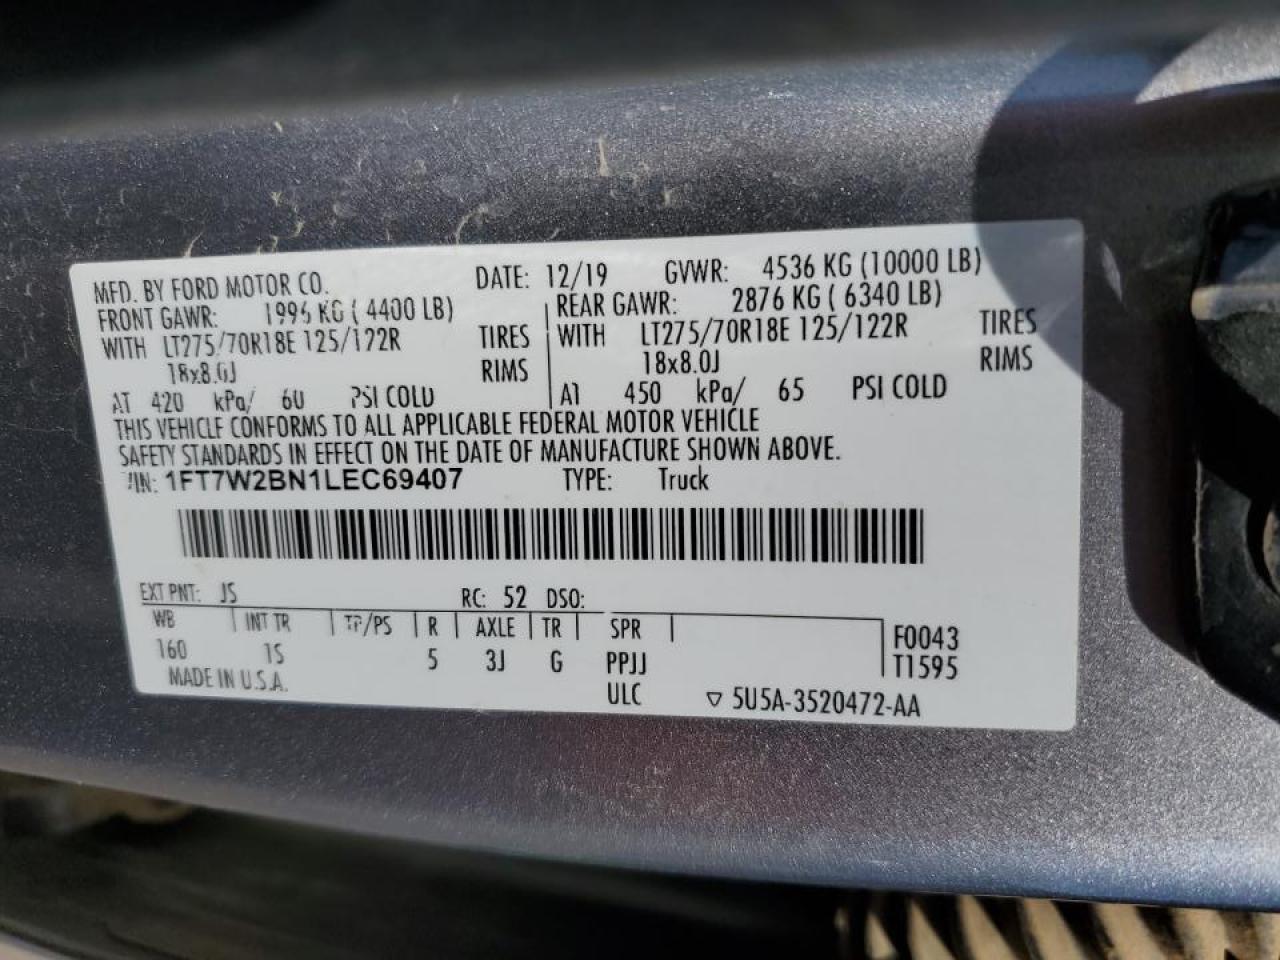 MFD. BY FORD MOTOR CO. DATE: 12/19 GVWR: 4536 KG (10000 LB)
FRONT GAWR: 1996 KG ( 4400 LB) REAR GAWR: 2876 KG ( 6340 LB)
WITH LT275/70R18E 125/122R TIRES WITH LT275/70R18E 125/122R TIRES
18x8.0J RIMS 18x8.0J RIMS
AT 420 kPa/ 60 PSI COLD AT 450 kPa/ 65 PSI COLD
THIS VEHICLE CONFORMS TO ALL APPLICABLE FEDERAL MOTOR VEHICLE
SAFETY STANDARDS IN EFFECT ON THE DATE OF MANUFACTURE SHOWN ABOVE.
VIN: 1FT7W2BN1LEC69407 TYPE: Truck
EXT PNT: JS RC: 52 DSO:
WB INT TR TP/PS R AXLE TR SPR F0043
160 1S 5 3J G PPJJ T1595
MADE IN U.S.A. ULC ▽ 5U5A-3520472-AA